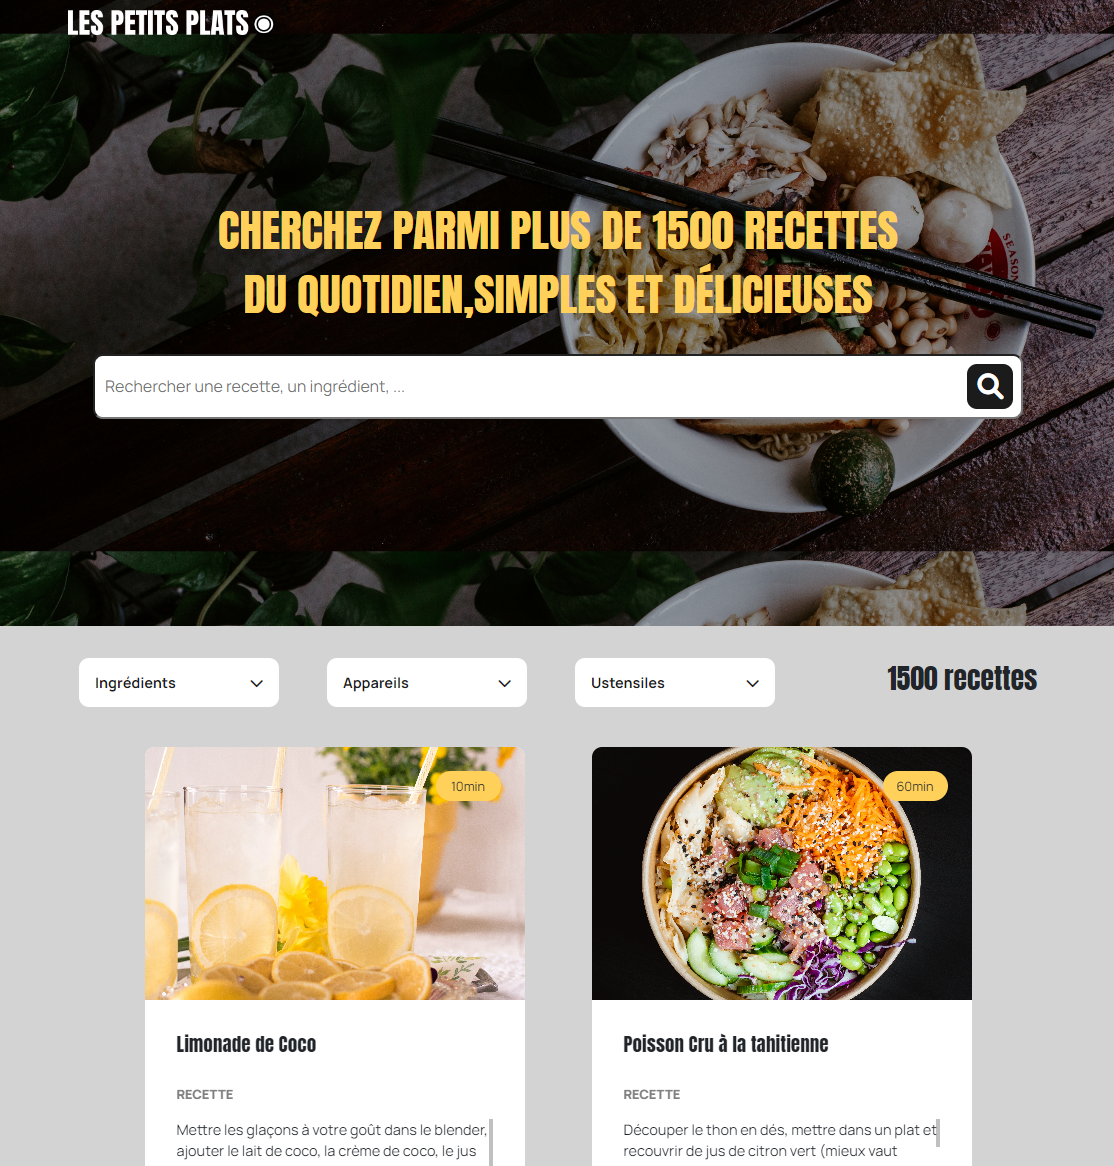 LES PETITS PLATS
CHERCHEZ PARMI PLUS DE 1500 RECETTES
DU QUOTIDIEN,SIMPLES ET DÉLICIEUSES
Rechercher une recette, un ingrédient, ...
Ingrédients
Appareils
Ustensiles
1500 recettes
10min
60min
Limonade de Coco
RECETTE
Mettre les glaçons à votre goût dans le blender,
ajouter le lait de coco, la crème de coco, le jus
Poisson Cru à la tahitienne
RECETTE
Découper le thon en dés, mettre dans un plat et
recouvrir de jus de citron vert (mieux vaut